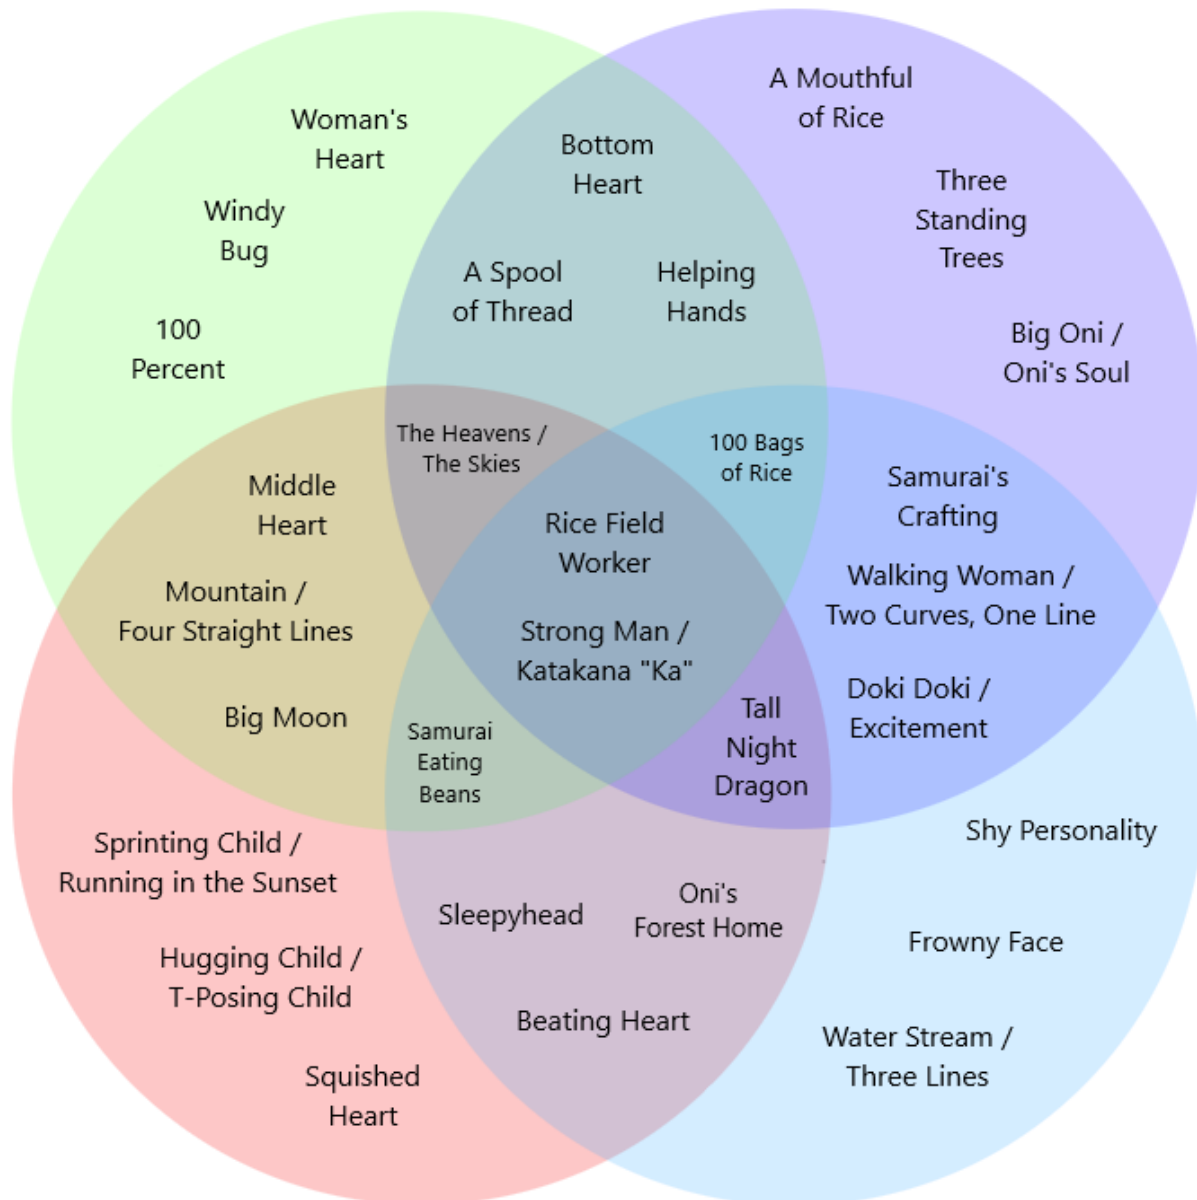 A Mouthful
of Rice
Woman's
Heart
Bottom
Heart
Three
Standing
Trees
Windy
Bug
A Spool
of Thread
Helping
Hands
100
Percent
Big Oni /
Oni's Soul
The Heavens /
The Skies
100 Bags
of Rice
Middle
Heart
Samurai's
Crafting
Rice Field
Worker
Mountain /
Four Straight Lines
Walking Woman /
Two Curves, One Line
Strong Man /
Katakana "Ka"
Big Moon
Doki Doki /
Excitement
Tall
Night
Dragon
Samurai
Eating
Beans
Sprinting Child /
Running in the Sunset
Shy Personality
Sleepyhead
Oni's
Forest Home
Frowny Face
Hugging Child /
T-Posing Child
Beating Heart
Water Stream /
Three Lines
Squished
Heart